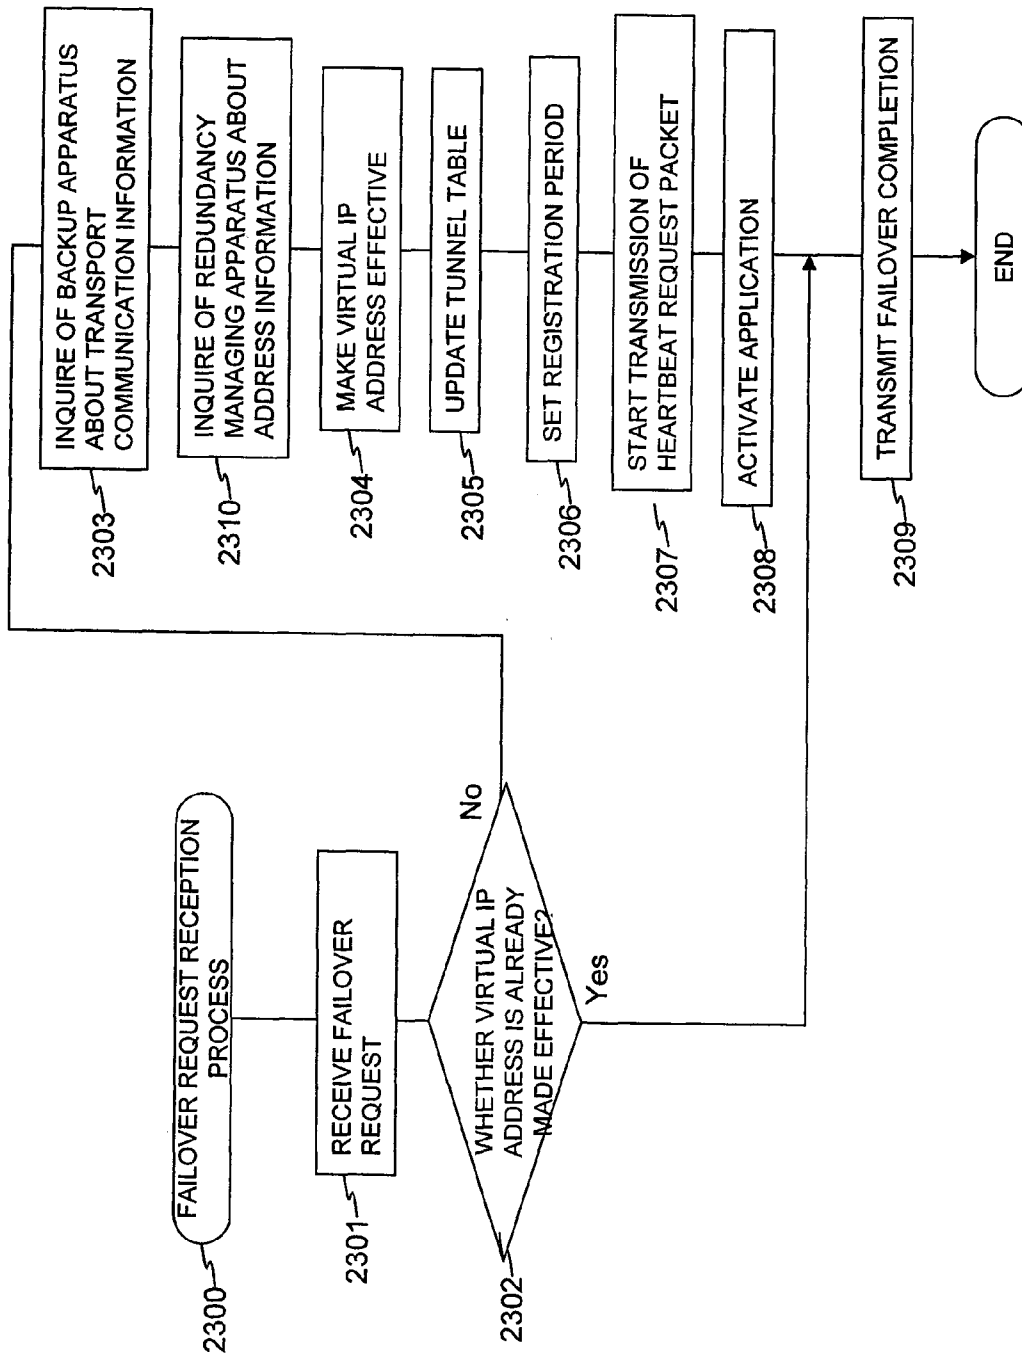 FAILOVER REQUEST RECEPTION
PROCESS
2300
RECEIVE FAILOVER
REQUEST
2301
WHETHER VIRTUAL IP
ADDRESS IS ALREADY
MADE EFFECTIVE?
2302
No
Yes
INQUIRE OF BACKUP APPARATUS
ABOUT TRANSPORT
COMMUNICATION INFORMATION
2303
INQUIRE OF REDUNDANCY
MANAGING APPARATUS ABOUT
ADDRESS INFORMATION
2310
MAKE VIRTUAL IP
ADDRESS EFFECTIVE
2304
UPDATE TUNNEL TABLE
2305
SET REGISTRATION PERIOD
2306
START TRANSMISSION OF
HEARTBEAT REQUEST PACKET
2307
ACTIVATE APPLICATION
2308
TRANSMIT FAILOVER COMPLETION
2309
END